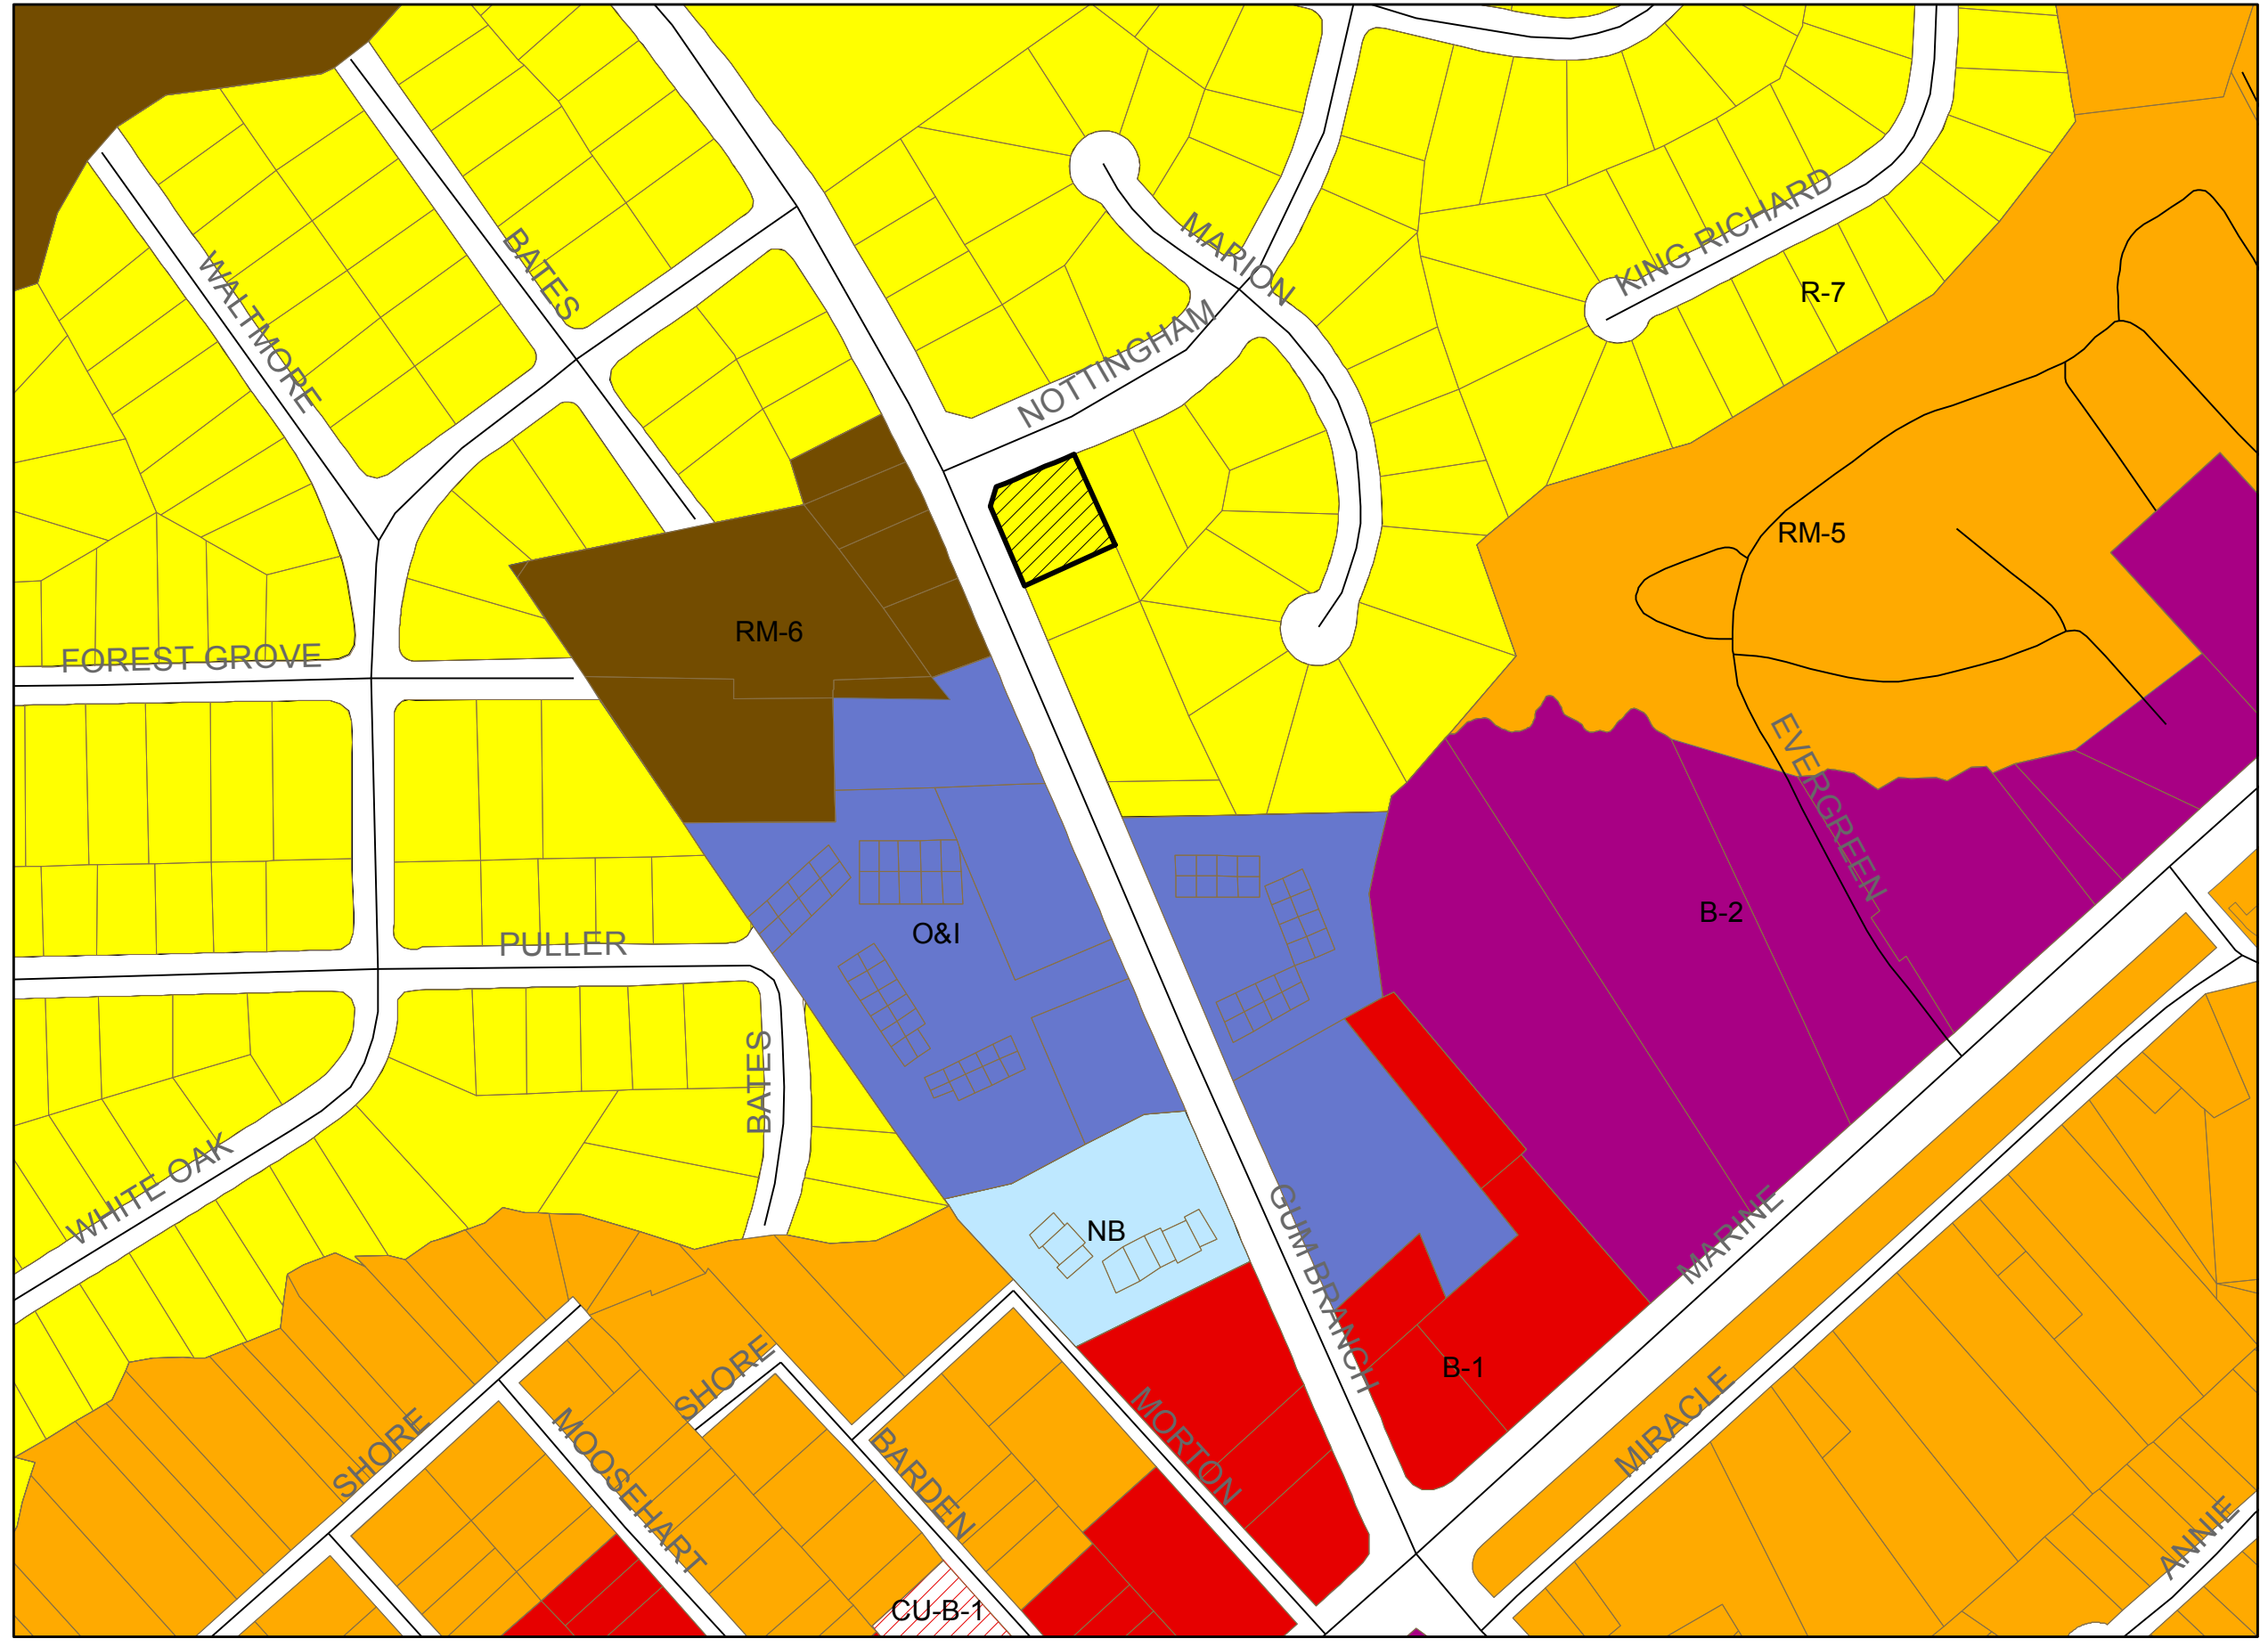 KING RICHARD
MARION
BATES
WALTMORE
R-7
NOTTINGHAM
RM-5
RM-6
FOREST GROVE
EVERGREEN
B-2
O&I
PULLER
BATES
WHITE OAK
NB
GUM BRANCH
MARINE
B-1
SHORE
MIRACLE
SHORE
MOOSEHART
BARDEN
MORTON
ANNIE
CU-B-1